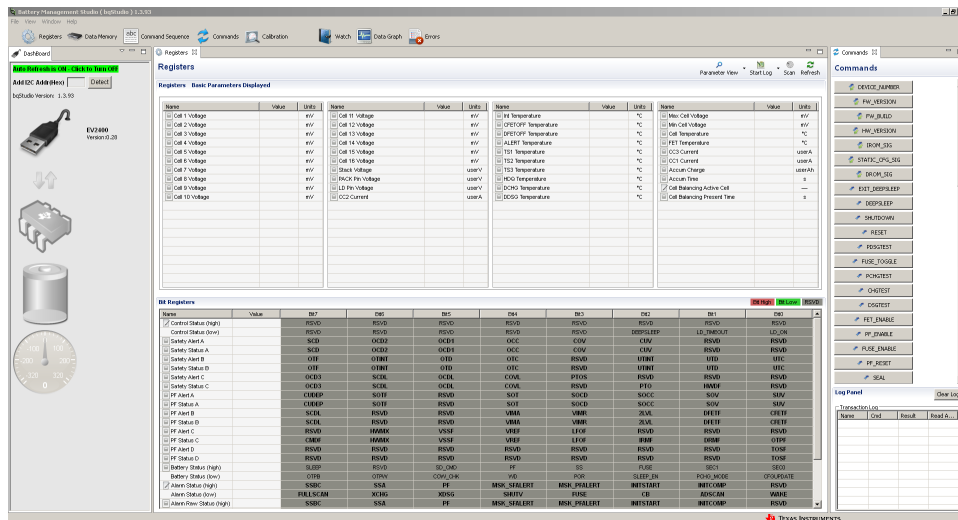 Battery Management Studio ( bqStudio ) 1.3.93
File View Window Help
Registers Data Memory Command Sequence Commands Calibration Watch Data Graph Errors
DashBoard
Auto Refresh is ON - Click to Turn OFF
Add I2C Addr(Hex) Detect
bqStudio Version: 1.3.93
EV2400
Version:0.20
Registers
Registers
Parameter View Start Log Scan Refresh
Registers Basic Parameters Displayed
Name Value Units Name Value Units Name Value Units Name Value Units
Cell 1 Voltage mV Cell 11 Voltage mV Int Temperature °C Max Cell Voltage mV
Cell 2 Voltage mV Cell 12 Voltage mV CFETOFF Temperature °C Min Cell Voltage mV
Cell 3 Voltage mV Cell 13 Voltage mV DFETOFF Temperature °C Cell Temperature °C
Cell 4 Voltage mV Cell 14 Voltage mV ALERT Temperature °C FET Temperature °C
Cell 5 Voltage mV Cell 15 Voltage mV TS1 Temperature °C CC3 Current userA
Cell 6 Voltage mV Cell 16 Voltage mV TS2 Temperature °C CC1 Current userA
Cell 7 Voltage mV Stack Voltage userV TS3 Temperature °C Accum Charge userAh
Cell 8 Voltage mV PACK Pin Voltage userV HDQ Temperature °C Accum Time s
Cell 9 Voltage mV LD Pin Voltage userV DCHG Temperature °C Cell Balancing Active Cell —
Cell 10 Voltage mV CC2 Current userA DDSG Temperature °C Cell Balancing Present Time s
Bit Registers Bit High Bit Low RSVD
Name Value Bit7 Bit6 Bit5 Bit4 Bit3 Bit2 Bit1 Bit0
Control Status (high) RSVD RSVD RSVD RSVD RSVD RSVD RSVD RSVD
Control Status (low) RSVD RSVD RSVD RSVD RSVD DEEPSLEEP LD_TIMEOUT LD_ON
Safety Alert A SCD OCD2 OCD1 OCC COV CUV RSVD RSVD
Safety Status A SCD OCD2 OCD1 OCC COV CUV RSVD RSVD
Safety Alert B OTF OTINT OTD OTC RSVD UTINT UTD UTC
Safety Status B OTF OTINT OTD OTC RSVD UTINT UTD UTC
Safety Alert C OCD3 SCDL OCDL COVL PTOS RSVD RSVD RSVD
Safety Status C OCD3 SCDL OCDL COVL RSVD PTO HWDF RSVD
PF Alert A CUDEP SOTF RSVD SOT SOCD SOCC SOV SUV
PF Status A CUDEP SOTF RSVD SOT SOCD SOCC SOV SUV
PF Alert B SCDL RSVD RSVD VIMA VIMR 2LVL DFETF CFETF
PF Status B SCDL RSVD RSVD VIMA VIMR 2LVL DFETF CFETF
PF Alert C RSVD HWMX VSSF VREF LFOF RSVD RSVD RSVD
PF Status C CMDF HWMX VSSF VREF LFOF IRMF DRMF OTPF
PF Alert D RSVD RSVD RSVD RSVD RSVD RSVD RSVD TOSF
PF Status D RSVD RSVD RSVD RSVD RSVD RSVD RSVD TOSF
Battery Status (high) SLEEP RSVD SD_CMD PF SS FUSE SEC1 SEC0
Battery Status (low) OTPB OTPW COW_CHK WD POR SLEEP_EN PCHG_MODE CFGUPDATE
Alarm Status (high) SSBC SSA PF MSK_SFALERT MSK_PFALERT INITSTART INITCOMP RSVD
Alarm Status (low) FULLSCAN XCHG XDSG SHUTV FUSE CB ADSCAN WAKE
Alarm Raw Status (high) SSBC SSA PF MSK_SFALERT MSK_PFALERT INITSTART INITCOMP RSVD
Commands
Commands
DEVICE_NUMBER
FW_VERSION
FW_BUILD
HW_VERSION
IROM_SIG
STATIC_CFG_SIG
DROM_SIG
EXIT_DEEPSLEEP
DEEPSLEEP
SHUTDOWN
RESET
PDSGTEST
FUSE_TOGGLE
PCHGTEST
CHGTEST
DSGTEST
FET_ENABLE
PF_ENABLE
FUSE_ENABLE
PF_RESET
SEAL
Log Panel Clear Log
Transaction Log
Name Cmd Result Read A...
TEXAS INSTRUMENTS